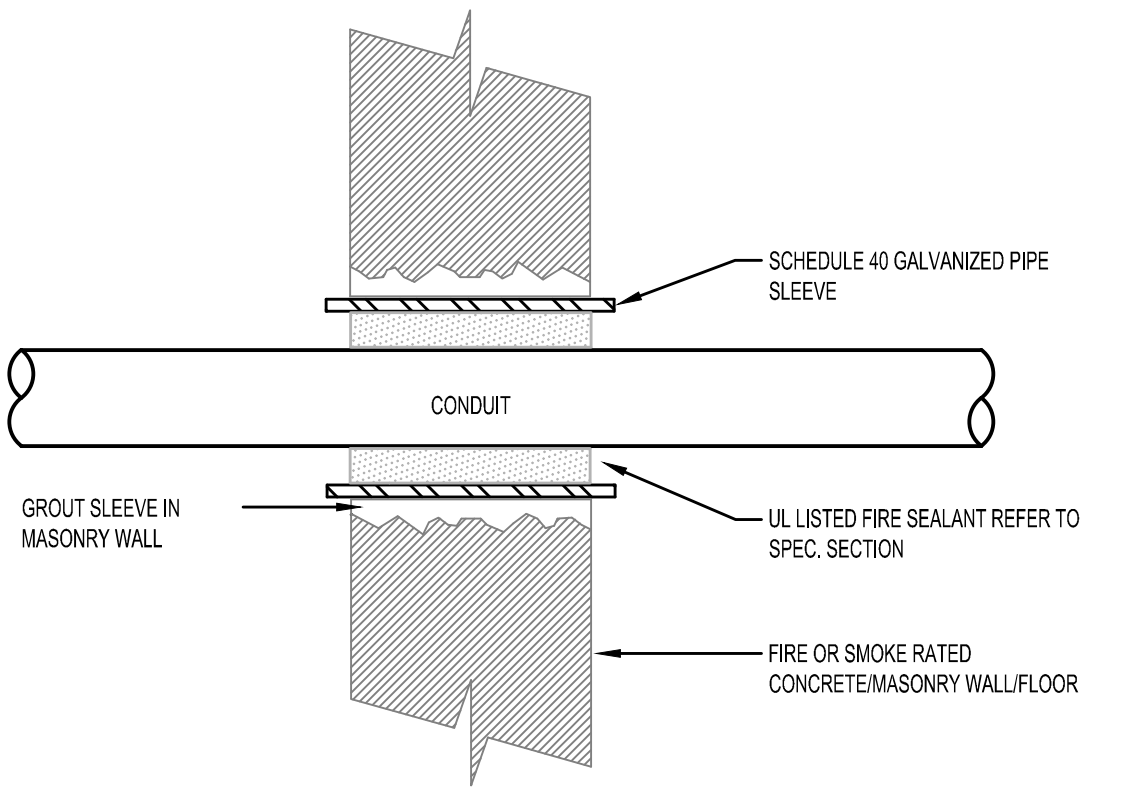 SCHEDULE 40 GALVANIZED PIPE
SLEEVE
CONDUIT
GROUT SLEEVE IN
MASONRY WALL
UL LISTED FIRE SEALANT REFER TO
SPEC. SECTION
FIRE OR SMOKE RATED
CONCRETE/MASONRY WALL/FLOOR